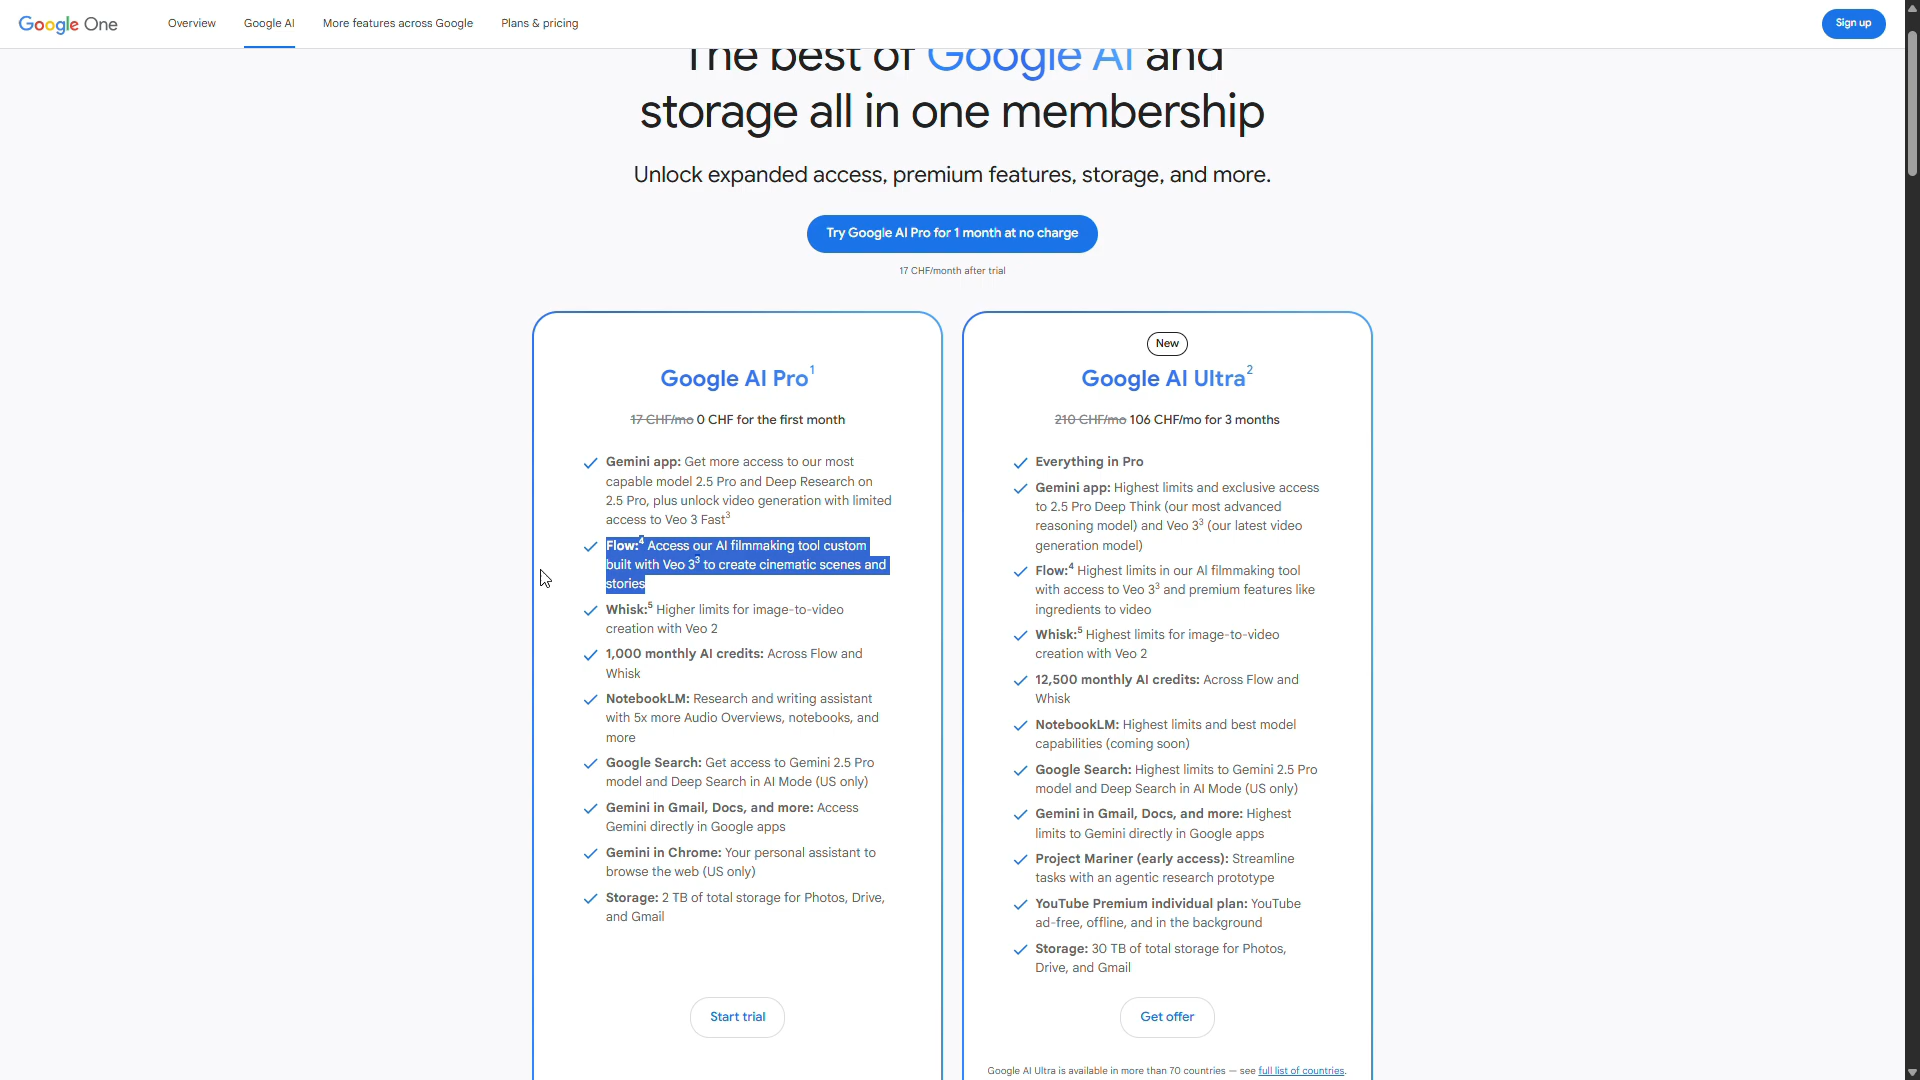 Google One
Overview
Google AI
More features across Google
Plans & pricing
Sign up
The best of Google AI and
storage all in one membership
Unlock expanded access, premium features, storage, and more.
Try Google AI Pro for 1 month at no charge
17 CHF/month after trial
Google AI Pro1
17 CHF/mo 0 CHF for the first month
Gemini app: Get more access to our most
capable model 2.5 Pro and Deep Research on
2.5 Pro, plus unlock video generation with limited
access to Veo 3 Fast3
Flow:4 Access our AI filmmaking tool custom
built with Veo 33 to create cinematic scenes and
stories
Whisk:5 Higher limits for image-to-video
creation with Veo 2
1,000 monthly AI credits: Across Flow and
Whisk
NotebookLM: Research and writing assistant
with 5x more Audio Overviews, notebooks, and
more
Google Search: Get access to Gemini 2.5 Pro
model and Deep Search in AI Mode (US only)
Gemini in Gmail, Docs, and more: Access
Gemini directly in Google apps
Gemini in Chrome: Your personal assistant to
browse the web (US only)
Storage: 2 TB of total storage for Photos, Drive,
and Gmail
Start trial
New
Google AI Ultra2
210 CHF/mo 106 CHF/mo for 3 months
Everything in Pro
Gemini app: Highest limits and exclusive access
to 2.5 Pro Deep Think (our most advanced
reasoning model) and Veo 33 (our latest video
generation model)
Flow:4 Highest limits in our AI filmmaking tool
with access to Veo 33 and premium features like
ingredients to video
Whisk:5 Highest limits for image-to-video
creation with Veo 2
12,500 monthly AI credits: Across Flow and
Whisk
NotebookLM: Highest limits and best model
capabilities (coming soon)
Google Search: Highest limits to Gemini 2.5 Pro
model and Deep Search in AI Mode (US only)
Gemini in Gmail, Docs, and more: Highest
limits to Gemini directly in Google apps
Project Mariner (early access): Streamline
tasks with an agentic research prototype
YouTube Premium individual plan: YouTube
ad-free, offline, and in the background
Storage: 30 TB of total storage for Photos,
Drive, and Gmail
Get offer
Google AI Ultra is available in more than 70 countries — see full list of countries.